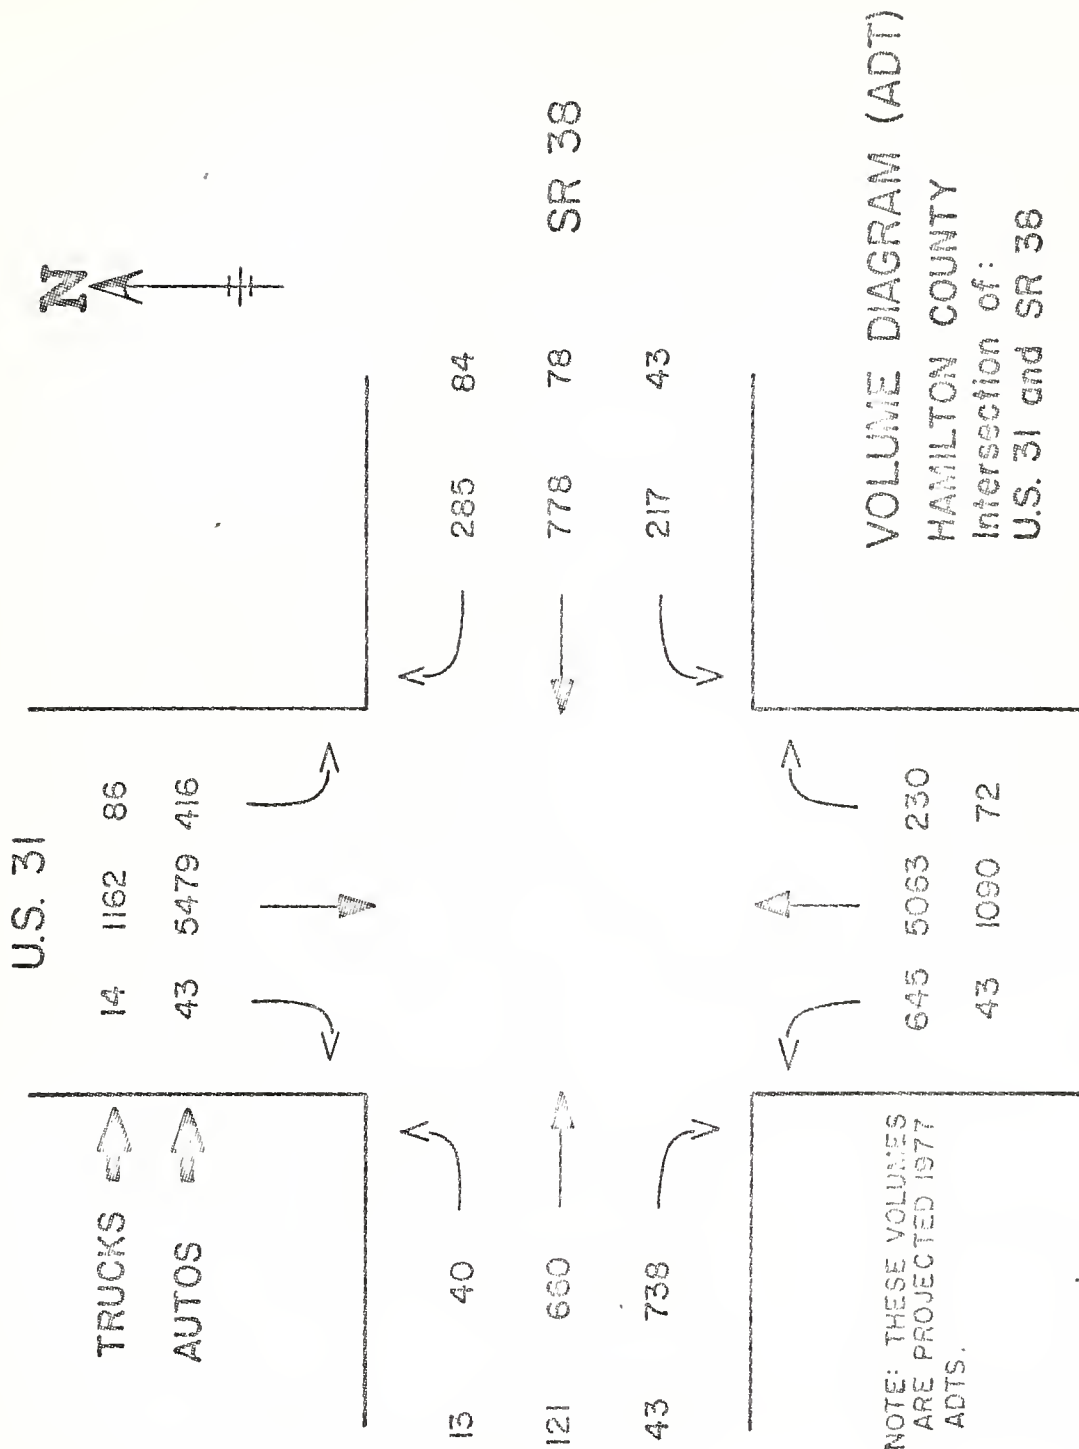 U.S. 31
N
TRUCKS 14 1162 86
AUTOS 43 5479 416
13 40 285 84
121 660 778 78 SR 38
43 738 217 43
645 5063 230
43 1090 72
NOTE: THESE VOLUMES
ARE PROJECTED 1977
ADTS.
VOLUME DIAGRAM (ADT)
HAMILTON COUNTY
Intersection of:
U.S. 31 and SR 38